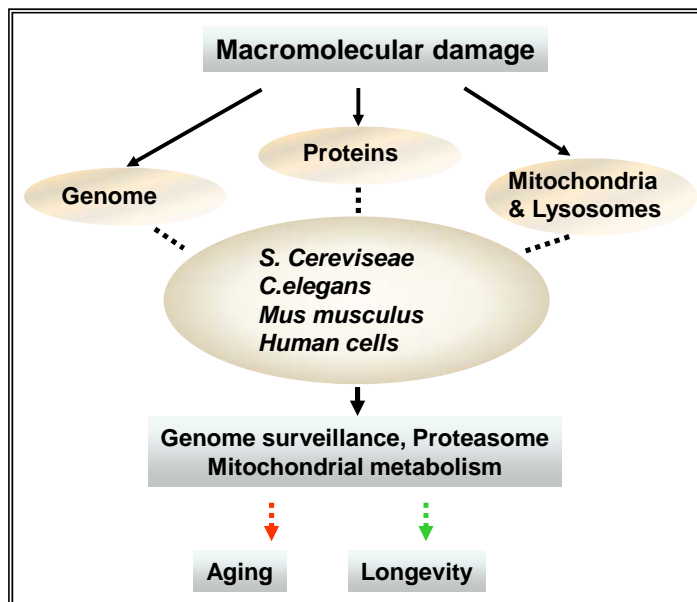 Macromolecular damage
Proteins
Genome
Mitochondria
& Lysosomes
S. Cereviseae
C.elegans
Mus musculus
Human cells
Genome surveillance, Proteasome
Mitochondrial metabolism
Aging
Longevity